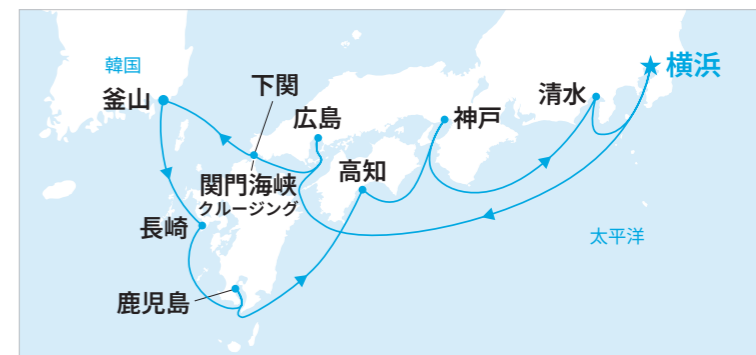 韓国
釜山
下関
広島
関門海峡
クルージング
長崎
鹿児島
高知
神戸
清水
横浜
太平洋